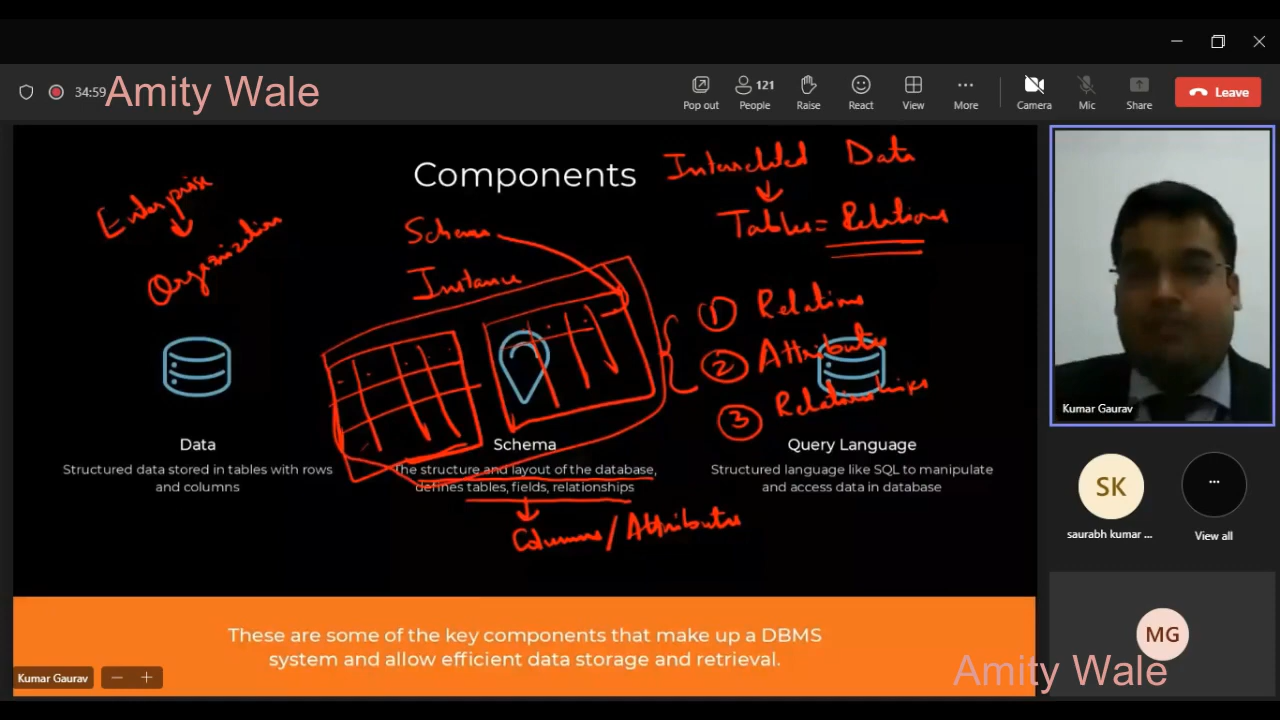 34:59
Amity Wale
Pop out
121
People
Raise
React
View
More
Camera
Mic
Share
Leave
Components
Enterprise
Organization
Interrelated Data
Tables = Relations
Schema
Instance
1 Relations
2 Attributes
3 Relationships
Data
Structured data stored in tables with rows
and columns
Schema
The structure and layout of the database,
defines tables, fields, relationships
Columns/Attributes
Query Language
Structured language like SQL to manipulate
and access data in database
These are some of the key components that make up a DBMS
system and allow efficient data storage and retrieval.
Kumar Gaurav
Kumar Gaurav
SK
saurabh kumar ...
...
View all
MG
Amity Wale